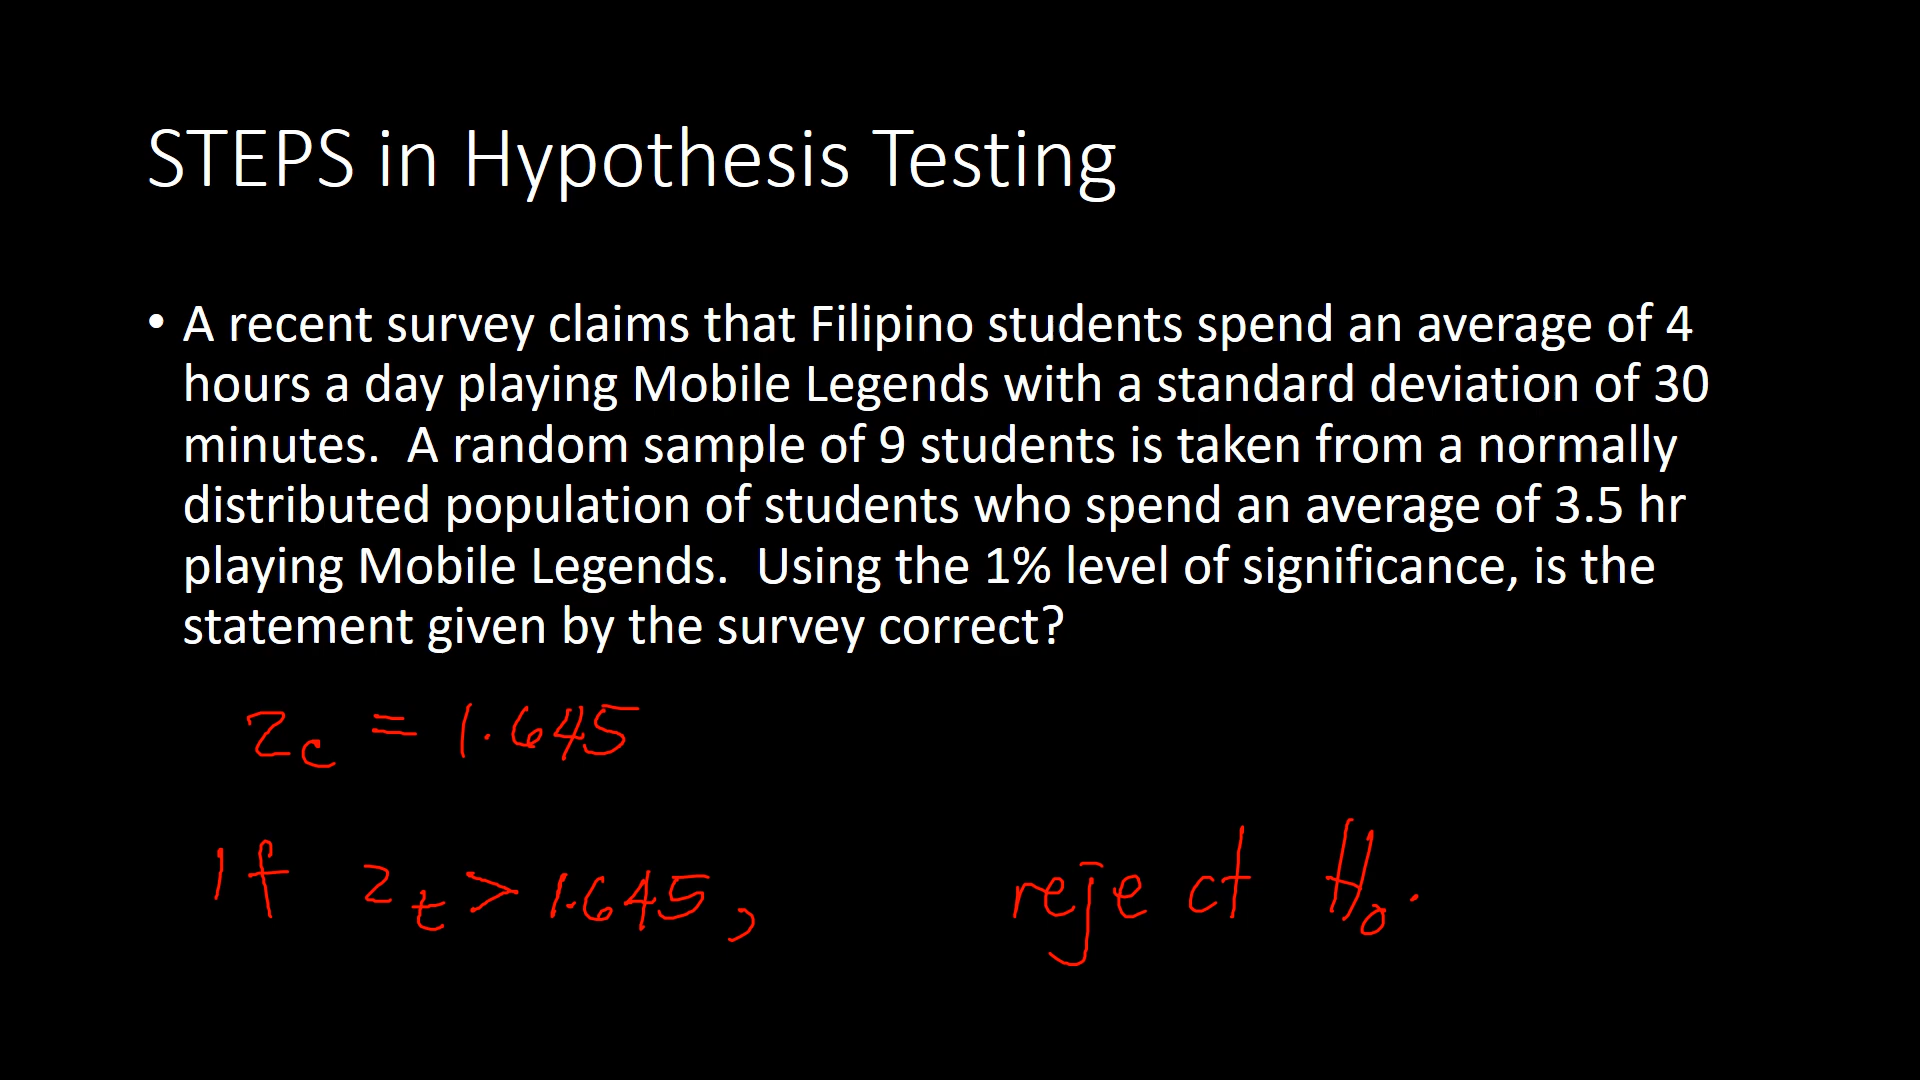 STEPS in Hypothesis Testing
• A recent survey claims that Filipino students spend an average of 4
hours a day playing Mobile Legends with a standard deviation of 30
minutes.  A random sample of 9 students is taken from a normally
distributed population of students who spend an average of 3.5 hr
playing Mobile Legends.  Using the 1% level of significance, is the
statement given by the survey correct?
z_c = 1.645
If z_t > 1.645, reject H_0.